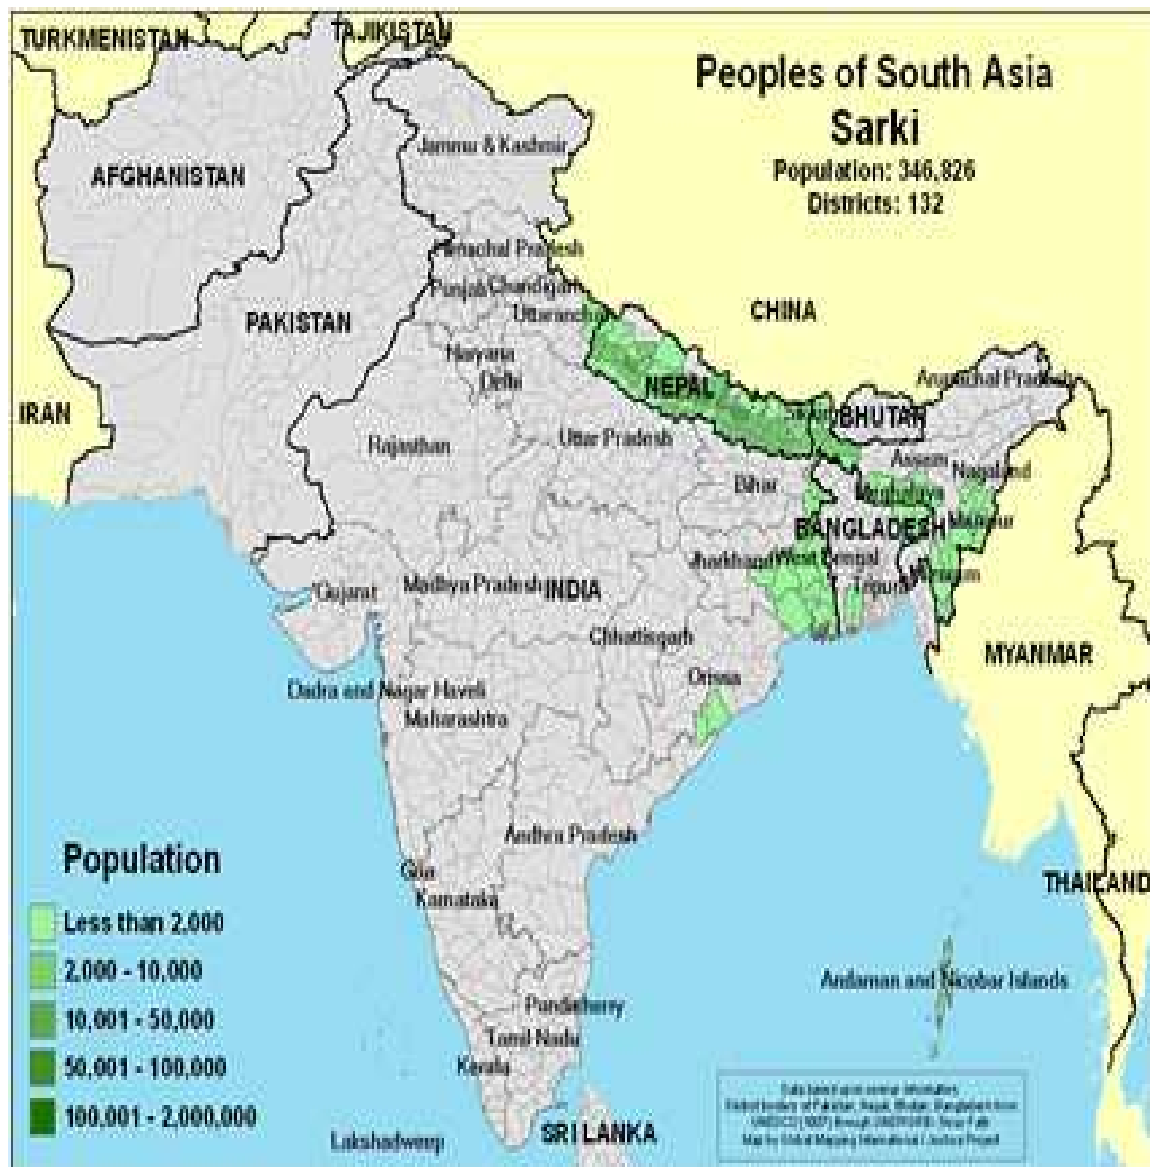 TURKMENISTAN
TAJIKISTAN
Peoples of South Asia
Sarki
Population: 346,826
Districts: 132
AFGHANISTAN
Jammu & Kashmir
Himachal Pradesh
Punjab
Chandigarh
Uttaranchal
PAKISTAN
CHINA
Haryana
Delhi
NEPAL
BHUTAN
Arunachal Pradesh
IRAN
Rajasthan
Uttar Pradesh
Assam
Nagaland
Bihar
Meghalaya
BANGLADESH
Manipur
Jharkhand
West Bengal
Tripura
Mizoram
Gujarat
Madhya Pradesh
INDIA
Chhattisgarh
MYANMAR
Orissa
Dadra and Nagar Haveli
Maharashtra
Andhra Pradesh
Population
Goa
Karnataka
THAILAND
Less than 2,000
2,000 - 10,000
10,001 - 50,000
50,001 - 100,000
100,001 - 2,000,000
Andaman and Nicobar Islands
Pondicherry
Tamil Nadu
Kerala
Lakshadweep
SRI LANKA